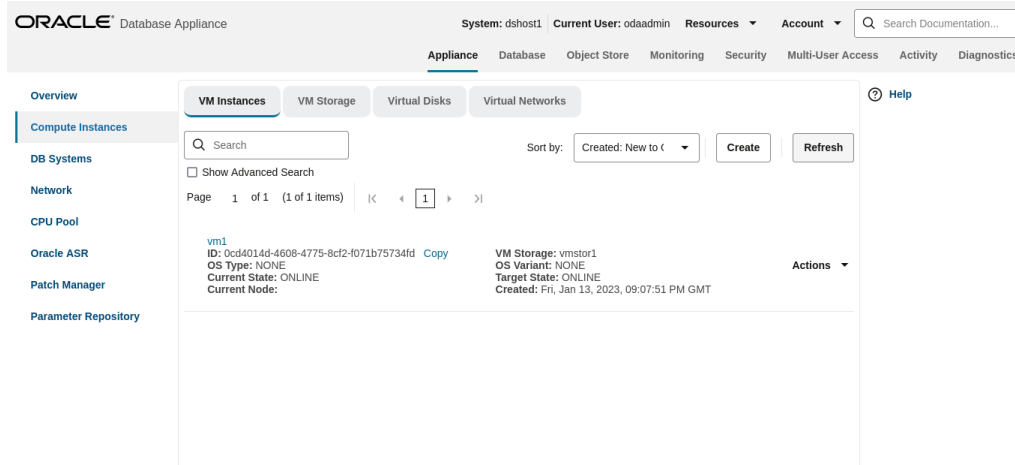 ORACLE® Database Appliance
System: dshost1 Current User: odaadmin Resources Account Search Documentation...
Appliance Database Object Store Monitoring Security Multi-User Access Activity Diagnostics
Overview
Compute Instances
DB Systems
Network
CPU Pool
Oracle ASR
Patch Manager
Parameter Repository
VM Instances VM Storage Virtual Disks Virtual Networks
Search
Sort by: Created: New to Create Refresh
Show Advanced Search
Page 1 of 1 (1 of 1 items) 1
vm1
ID: 0cd4014d-4608-4775-8cf2-f071b75734fd Copy
OS Type: NONE
Current State: ONLINE
Current Node:
VM Storage: vmstor1
OS Variant: NONE
Target State: ONLINE
Created: Fri, Jan 13, 2023, 09:07:51 PM GMT
Actions
Help